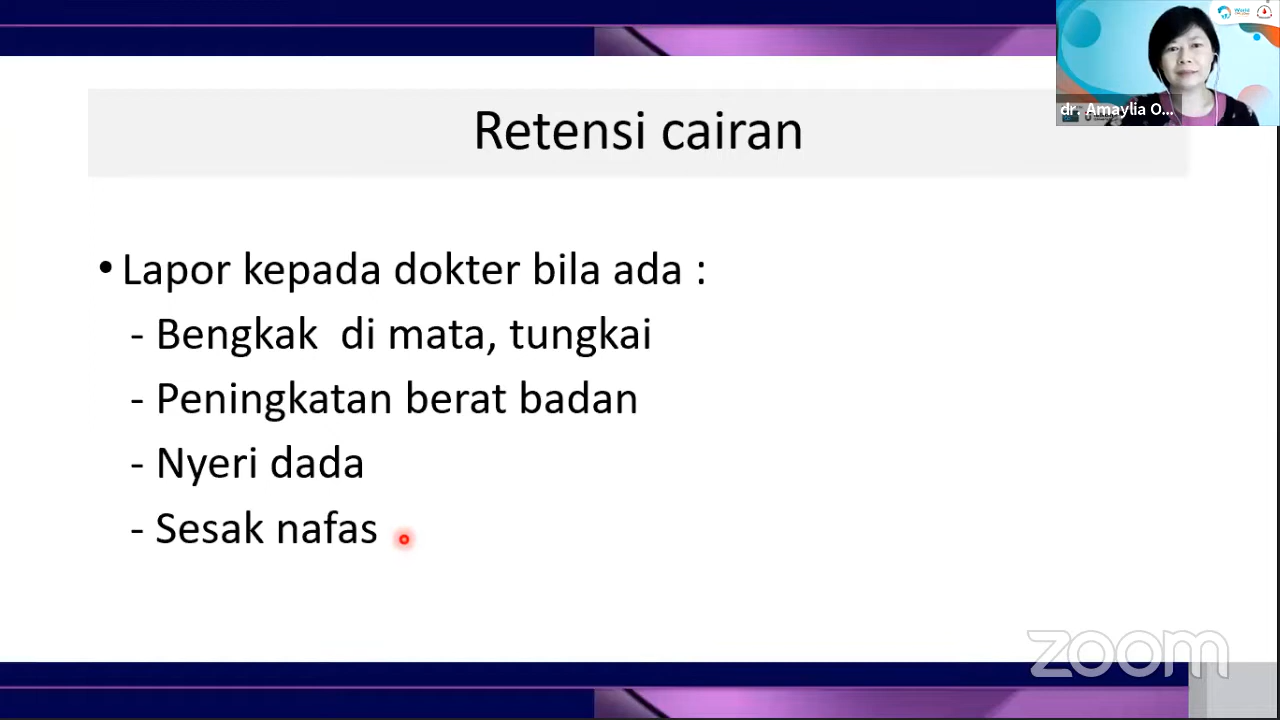 Retensi cairan
• Lapor kepada dokter bila ada :
- Bengkak di mata, tungkai
- Peningkatan berat badan
- Nyeri dada
- Sesak nafas
dr. Amaylia O...
zoom